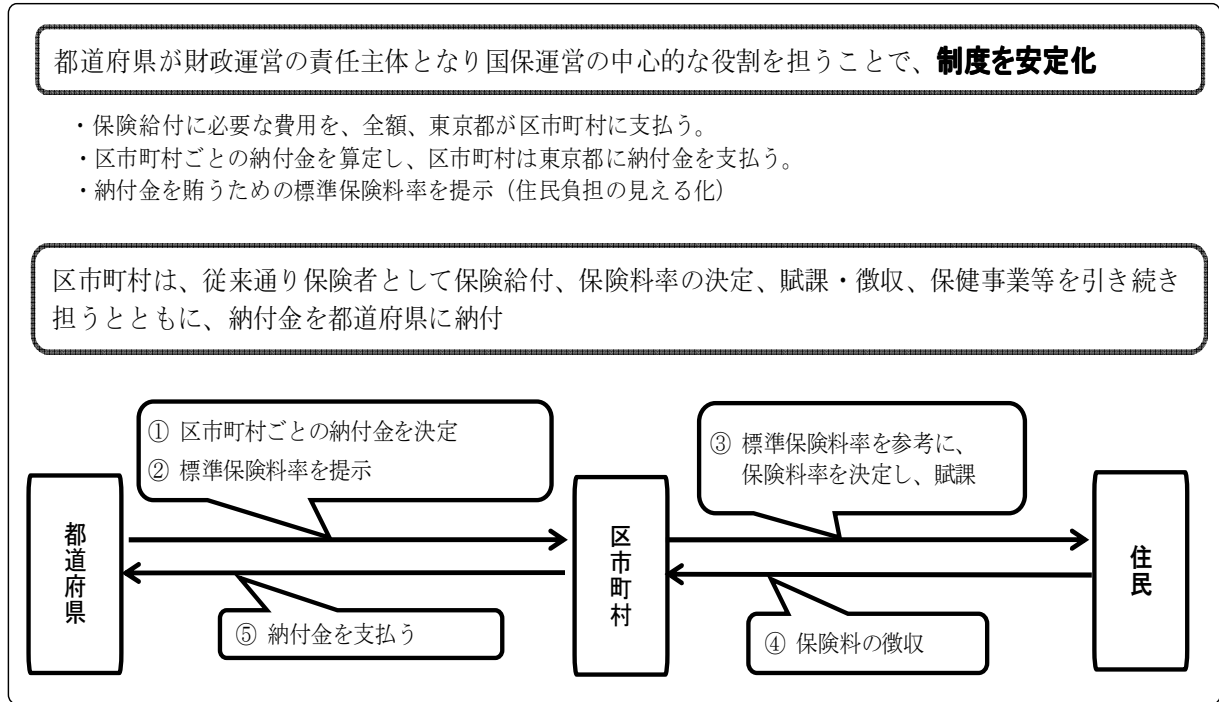 都道府県が財政運営の責任主体となり国保運営の中心的な役割を担うことで、制度を安定化
・保険給付に必要な費用を、全額、東京都が区市町村に支払う。
・区市町村ごとの納付金を算定し、区市町村は東京都に納付金を支払う。
・納付金を賄うための標準保険料率を提示（住民負担の見える化）
区市町村は、従来通り保険者として保険給付、保険料率の決定、賦課・徴収、保健事業等を引き続き
担うとともに、納付金を都道府県に納付
① 区市町村ごとの納付金を決定
② 標準保険料率を提示
③ 標準保険料率を参考に、
保険料率を決定し、賦課
都道府県
区市町村
住民
⑤ 納付金を支払う
④ 保険料の徴収